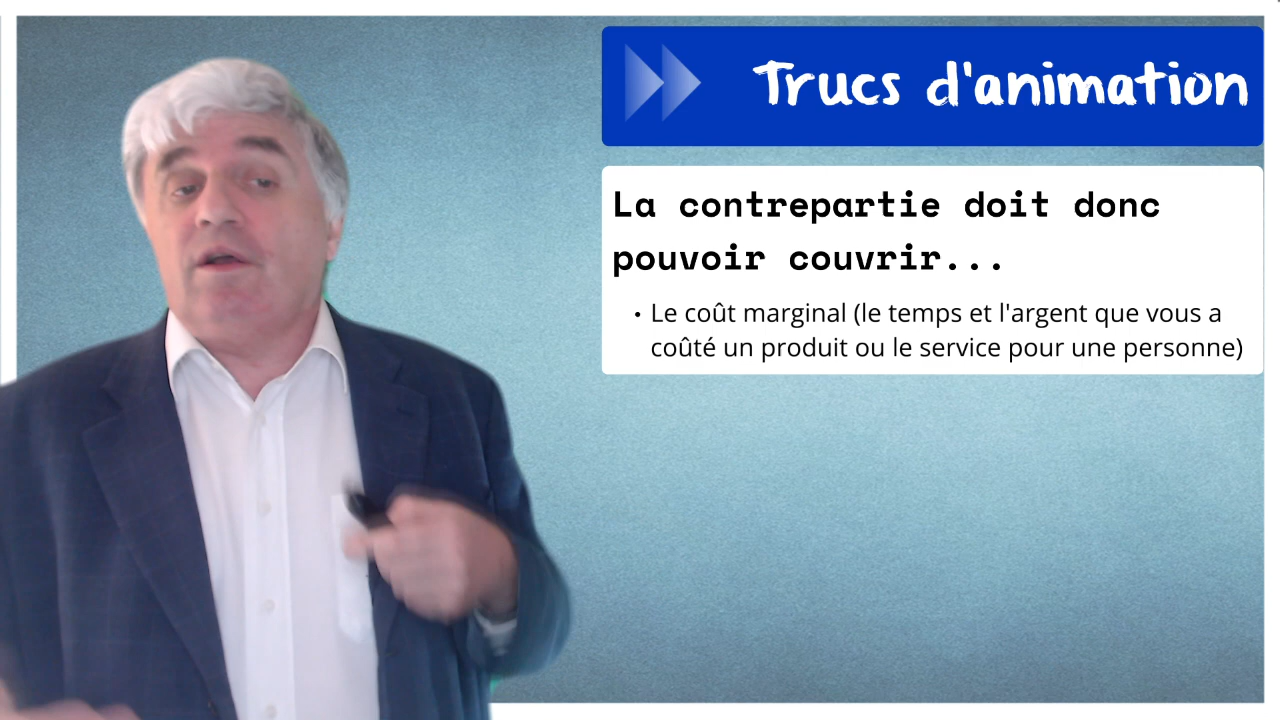 Trucs d'animation
La contrepartie doit donc
pouvoir couvrir...
• Le coût marginal (le temps et l'argent que vous a
coûté un produit ou le service pour une personne)